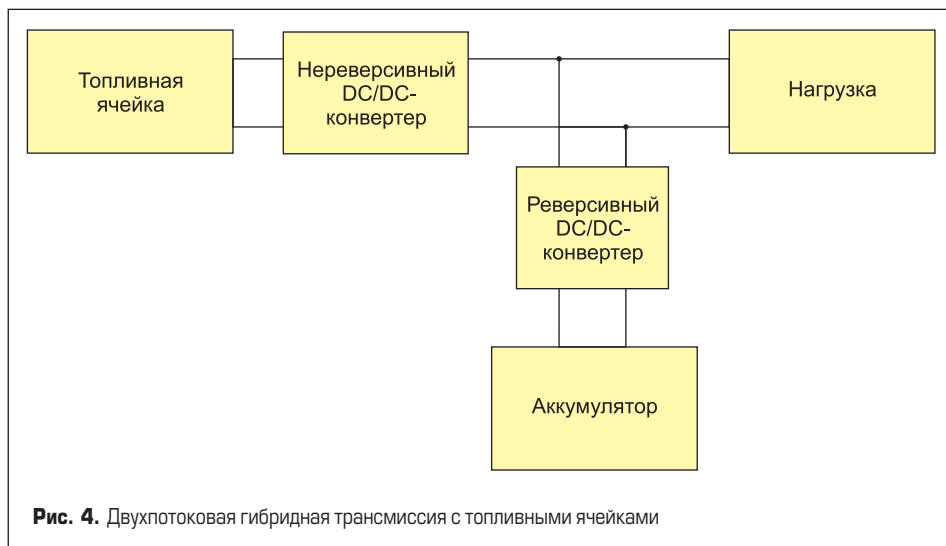 Топливная
ячейка
Нереверсивный
DC/DC-
конвертер
Нагрузка
Реверсивный
DC/DC-
конвертер
Аккумулятор
Рис. 4. Двухпотоковая гибридная трансмиссия с топливными ячейками